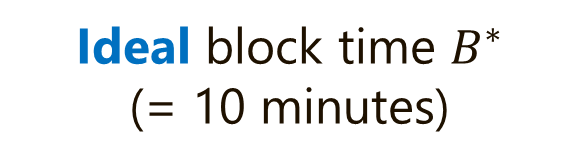 Ideal block time B*
(= 10 minutes)